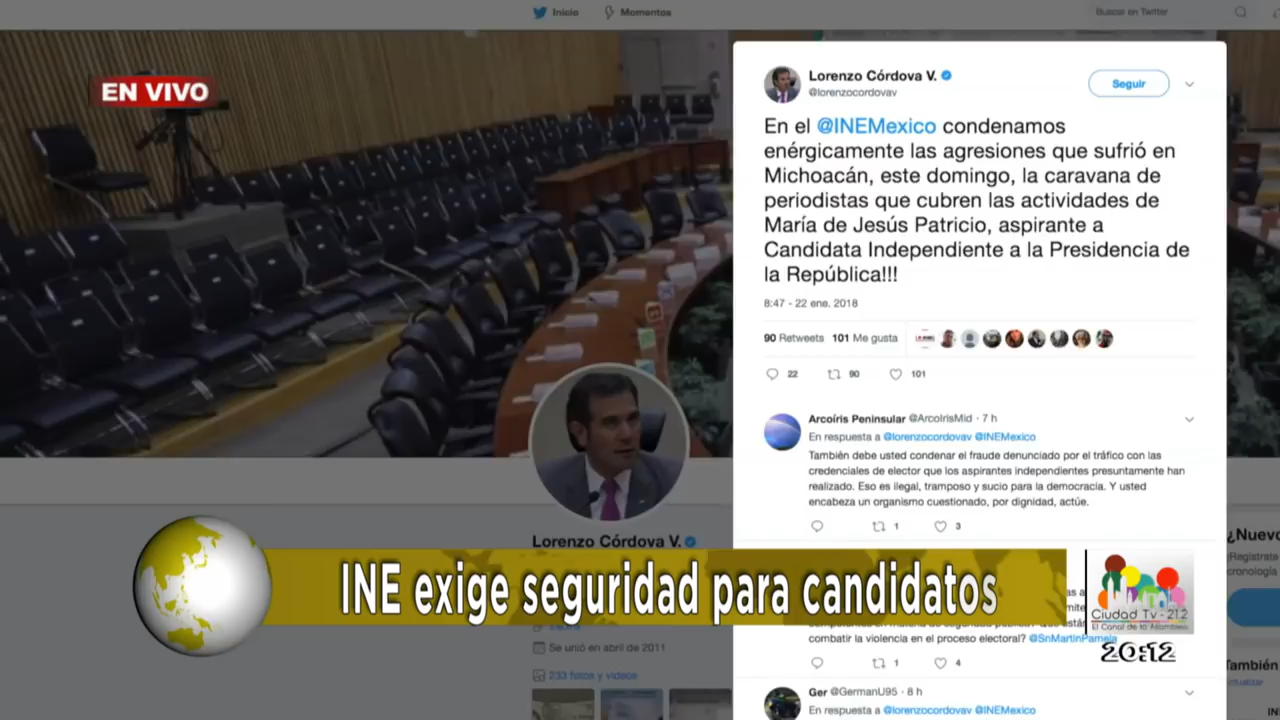 Inicio
Momentos
Buscar en Twitter
EN VIVO
Lorenzo Córdova V.
@lorenzocordovav
Seguir
En el @INEMexico condenamos
enérgicamente las agresiones que sufrió en
Michoacán, este domingo, la caravana de
periodistas que cubren las actividades de
María de Jesús Patricio, aspirante a
Candidata Independiente a la Presidencia de
la República!!!
8:47 - 22 ene. 2018
90 Retweets 101 Me gusta
22 90 101
Arcoíris Peninsular @ArcoIrisMid · 7 h
En respuesta a @lorenzocordovav @INEMexico
También debe usted condenar el fraude denunciado por el tráfico con las
credenciales de elector que los aspirantes independientes presuntamente han
realizado. Eso es ilegal, tramposo y sucio para la democracia. Y usted
encabeza un organismo cuestionado, por dignidad, actúe.
1 3
Lorenzo Córdova V.
INE exige seguridad para candidatos
Ciudad Tv - 21.2
El Canal de la Asamblea
20:12
combatir la violencia en el proceso electoral? @SnMartinPamela
1 4
Se unió en abril de 2011
233 fotos y videos
Ger @GermanU95 · 8 h
En respuesta a @lorenzocordovav @INEMexico
¿Nuevo
Regístrate
cronología
También